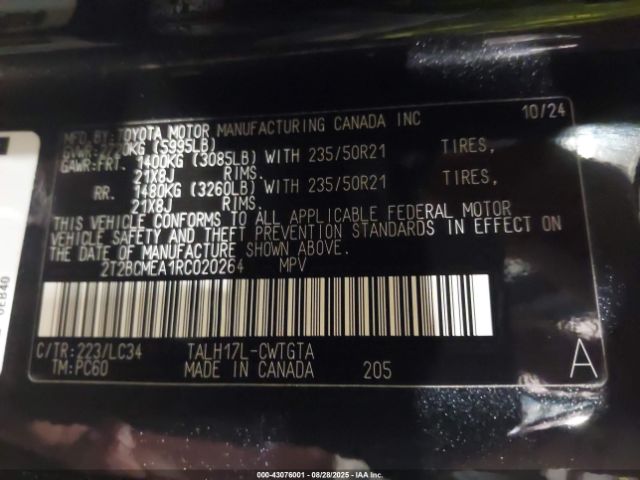 MFD. BY: TOYOTA MOTOR MANUFACTURING CANADA INC 10/24
(5995LB)
GAWR: FRT. 1400KG (3085LB) WITH 235/50R21 TIRES,
21X8J RIMS.
RR. 1480KG (3260LB) WITH 235/50R21 TIRES,
21X8J RIMS.
THIS VEHICLE CONFORMS TO ALL APPLICABLE FEDERAL MOTOR
VEHICLE SAFETY AND THEFT PREVENTION STANDARDS IN EFFECT ON
THE DATE OF MANUFACTURE SHOWN ABOVE.
2T2BCMEA1RC020264 MPV
C/TR: 223/LC34 TALH17L-CWTGTA
TM: PC60 MADE IN CANADA 205 A
000-43076001 - 08/28/2025 - IAA Inc.